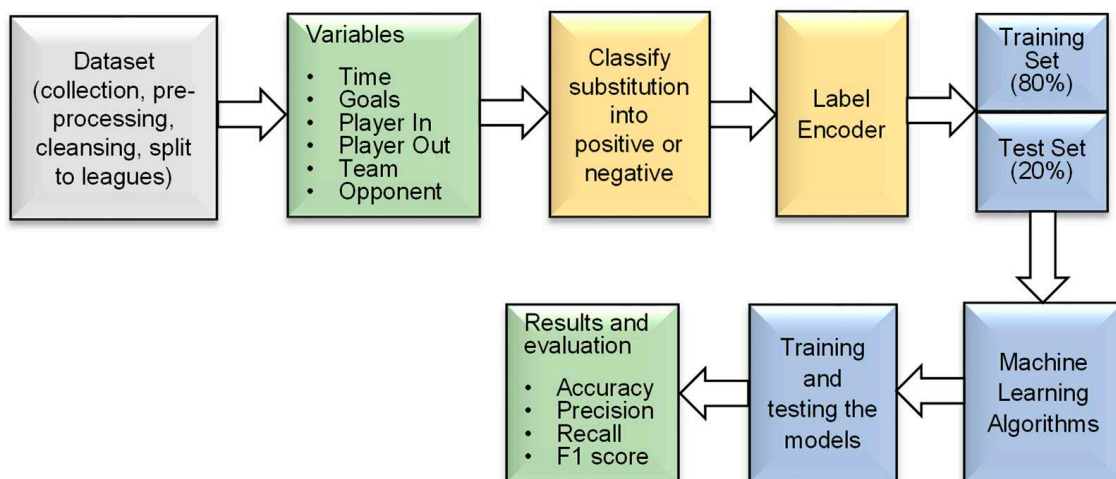 Dataset
(collection, pre-
processing,
cleansing, split
to leagues)
Variables
• Time
• Goals
• Player In
• Player Out
• Team
• Opponent
Classify
substitution
into
positive or
negative
Label
Encoder
Training
Set
(80%)
Test Set
(20%)
Results and
evaluation
• Accuracy
• Precision
• Recall
• F1 score
Training
and
testing the
models
Machine
Learning
Algorithms